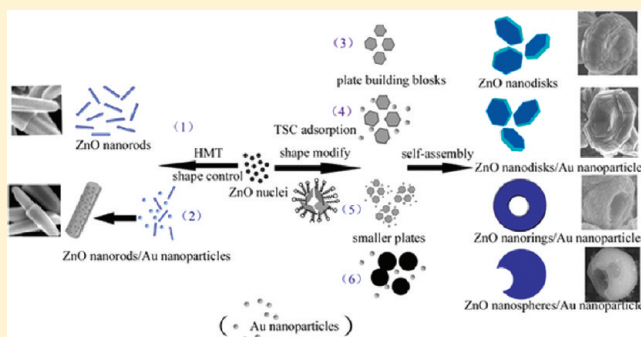 (3)
plate building blosks
ZnO nanodisks
(4)
TSC adsorption
(1)
ZnO nanorods
HMT
shape control
ZnO nuclei
shape modify
self-assembly
ZnO nanodisks/Au nanoparticle
(2)
(5)
smaller plates
ZnO nanorings/Au nanoparticle
ZnO nanorods/Au nanoparticles
(6)
ZnO nanospheres/Au nanoparticle
( Au nanoparticles )